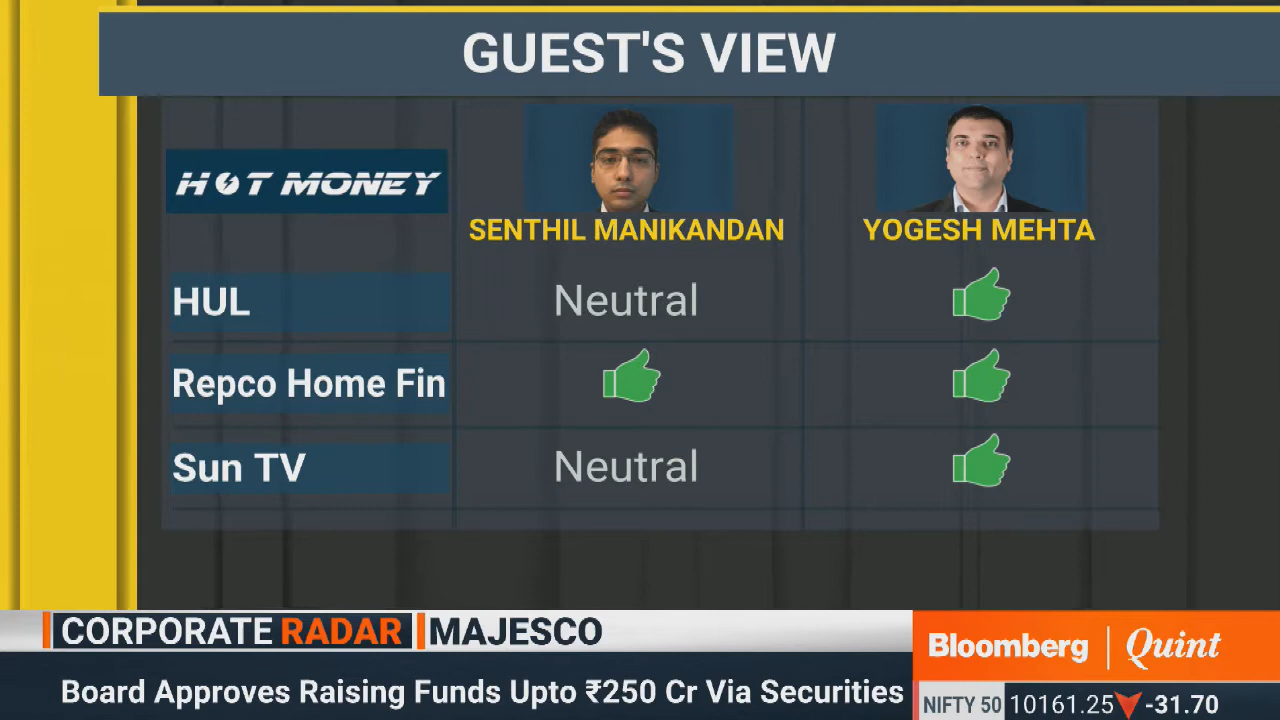 GUEST'S VIEW
HOT MONEY
SENTHIL MANIKANDAN
YOGESH MEHTA
HUL
Neutral
Repco Home Fin
Sun TV
Neutral
CORPORATE RADAR
MAJESCO
Bloomberg | Quint
Board Approves Raising Funds Upto ₹250 Cr Via Securities
NIFTY 50 10161.25 -31.70